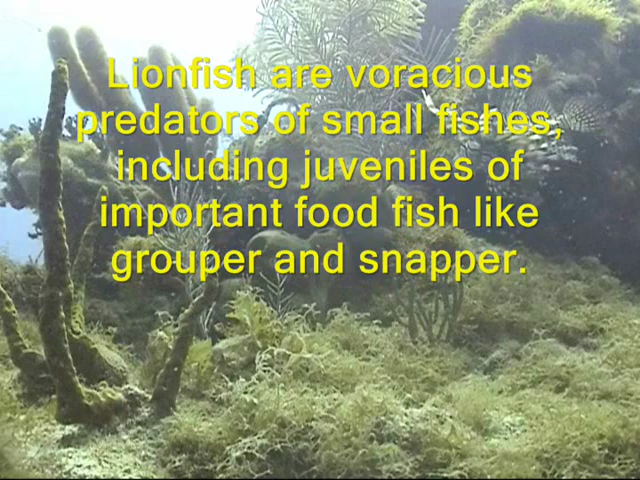 Lionfish are voracious
predators of small fishes,
including juveniles of
important food fish like
grouper and snapper.